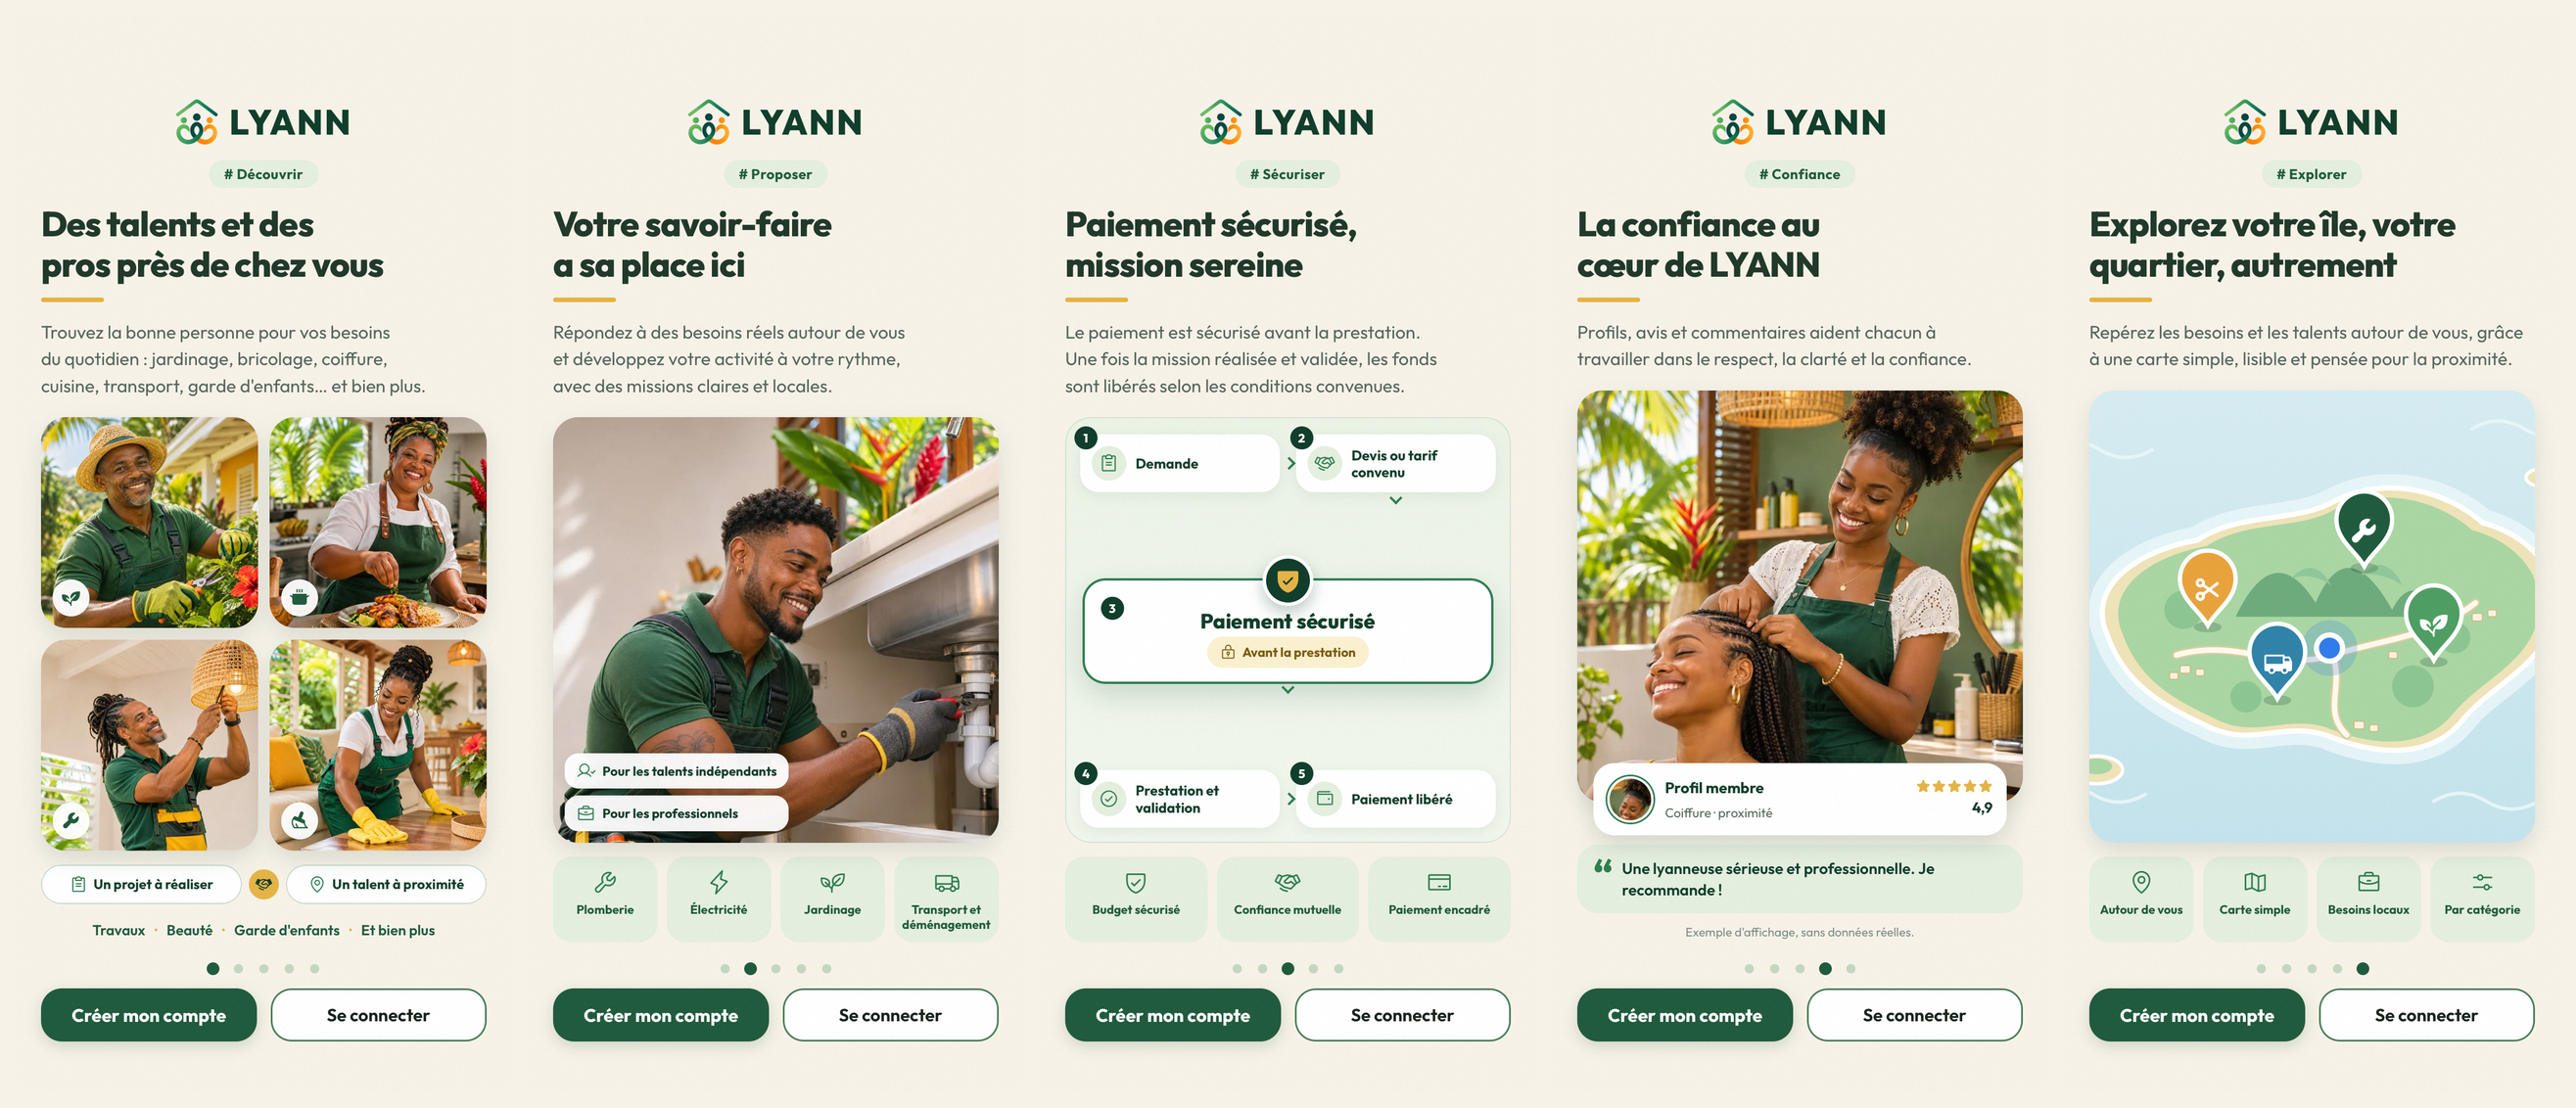 LYANN
# Découvrir
Des talents et des
pros près de chez vous
Trouvez la bonne personne pour vos besoins
du quotidien : jardinage, bricolage, coiffure,
cuisine, transport, garde d'enfants... et bien plus.
Un projet à réaliser
Un talent à proximité
Travaux · Beauté · Garde d'enfants · Et bien plus
Créer mon compte
Se connecter
LYANN
# Proposer
Votre savoir-faire
a sa place ici
Répondez à des besoins réels autour de vous
et développez votre activité à votre rythme,
avec des missions claires et locales.
Pour les talents indépendants
Pour les professionnels
Plomberie
Électricité
Jardinage
Transport et
déménagement
Créer mon compte
Se connecter
LYANN
# Sécuriser
Paiement sécurisé,
mission sereine
Le paiement est sécurisé avant la prestation.
Une fois la mission réalisée et validée, les fonds
sont libérés selon les conditions convenues.
1
Demande
2
Devis ou tarif
convenu
3
Paiement sécurisé
Avant la prestation
4
Prestation et
validation
5
Paiement libéré
Budget sécurisé
Confiance mutuelle
Paiement encadré
Créer mon compte
Se connecter
LYANN
# Confiance
La confiance au
cœur de LYANN
Profils, avis et commentaires aident chacun à
travailler dans le respect, la clarté et la confiance.
Profil membre
Coiffure · proximité
4,9
“ Une lyanneuse sérieuse et professionnelle. Je
recommande !
Exemple d'affichage, sans données réelles.
Créer mon compte
Se connecter
LYANN
# Explorer
Explorez votre île, votre
quartier, autrement
Repérez les besoins et les talents autour de vous, grâce
à une carte simple, lisible et pensée pour la proximité.
Autour de vous
Carte simple
Besoins locaux
Par catégorie
Créer mon compte
Se connecter